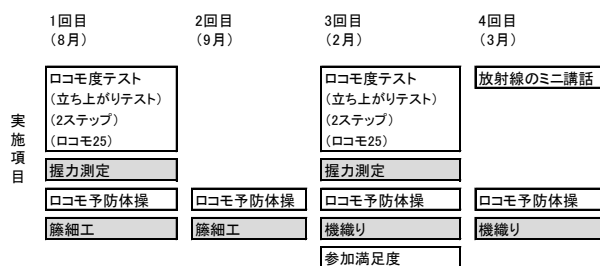 1回目 2回目 3回目 4回目
(8月) (9月) (2月) (3月)
ロコモ度テスト ロコモ度テスト 放射線のミニ講話
(立ち上がりテスト) (立ち上がりテスト)
(2ステップ) (2ステップ)
(ロコモ25) (ロコモ25)
実施項目
握力測定 握力測定
ロコモ予防体操 ロコモ予防体操 ロコモ予防体操 ロコモ予防体操
籐細工 籐細工 機織り 機織り
参加満足度